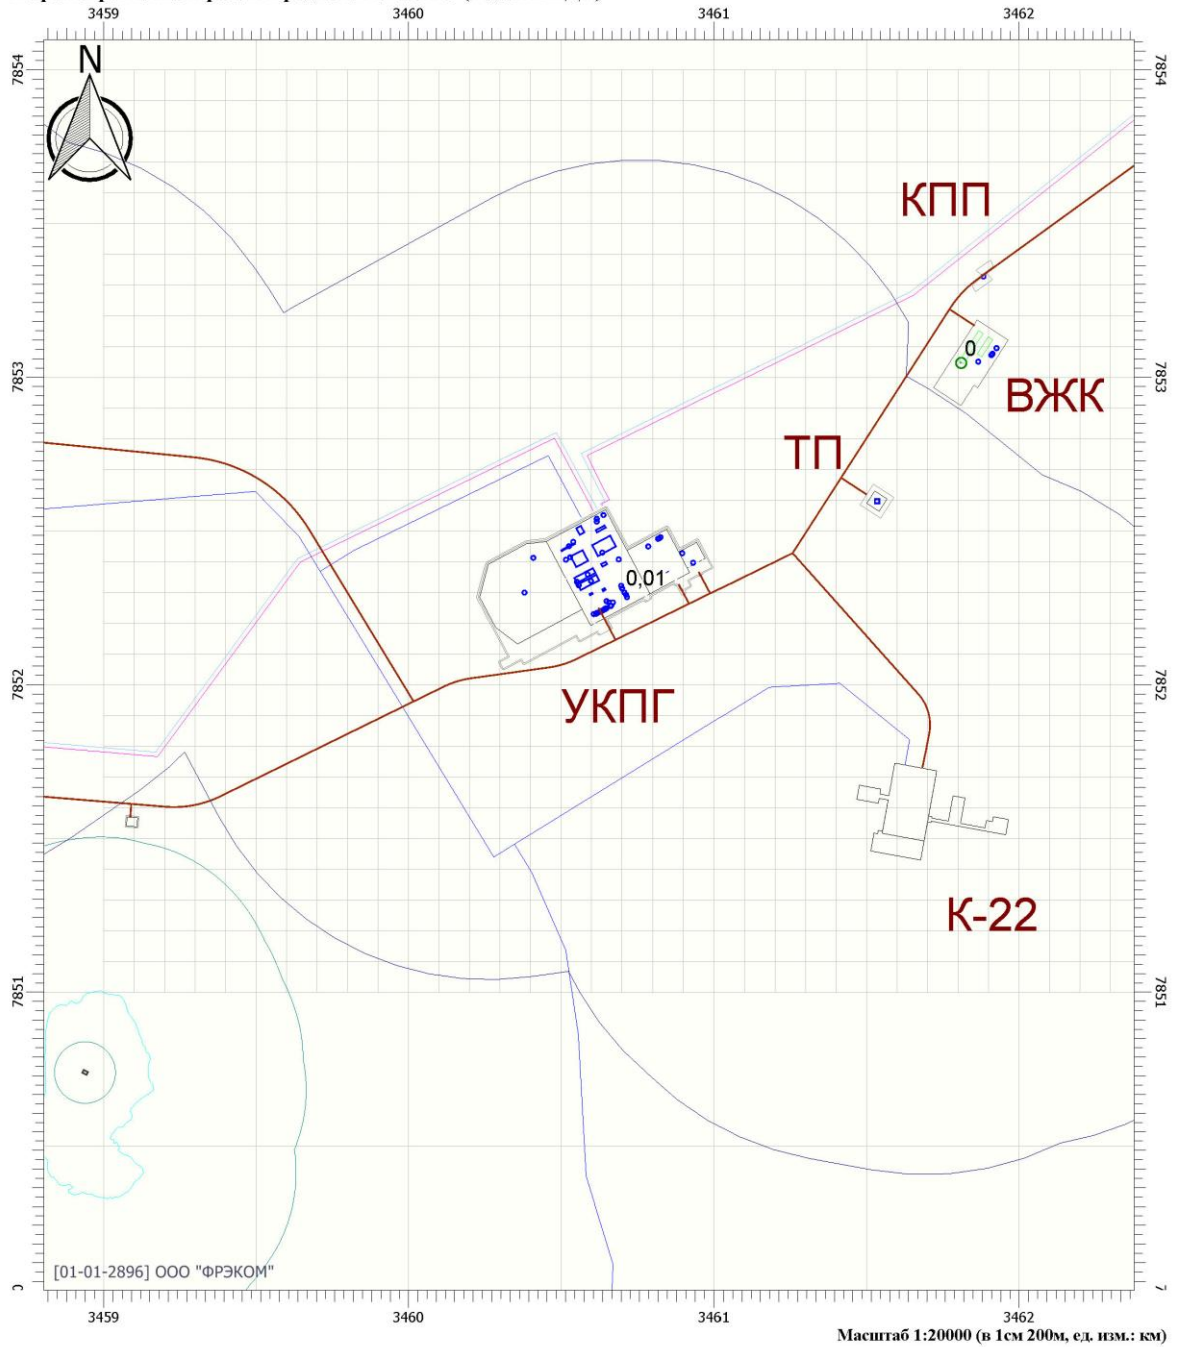 3459 3460 3461 3462
N
7854 7854
КПП
7853 7853
0
ВЖК
ТП
0,01
7852 7852
УКПГ
К-22
7851 7851
[01-01-2896] ООО "ФРЭКОМ"
3459 3460 3461 3462
Масштаб 1:20000 (в 1см 200м, ед. изм.: км)